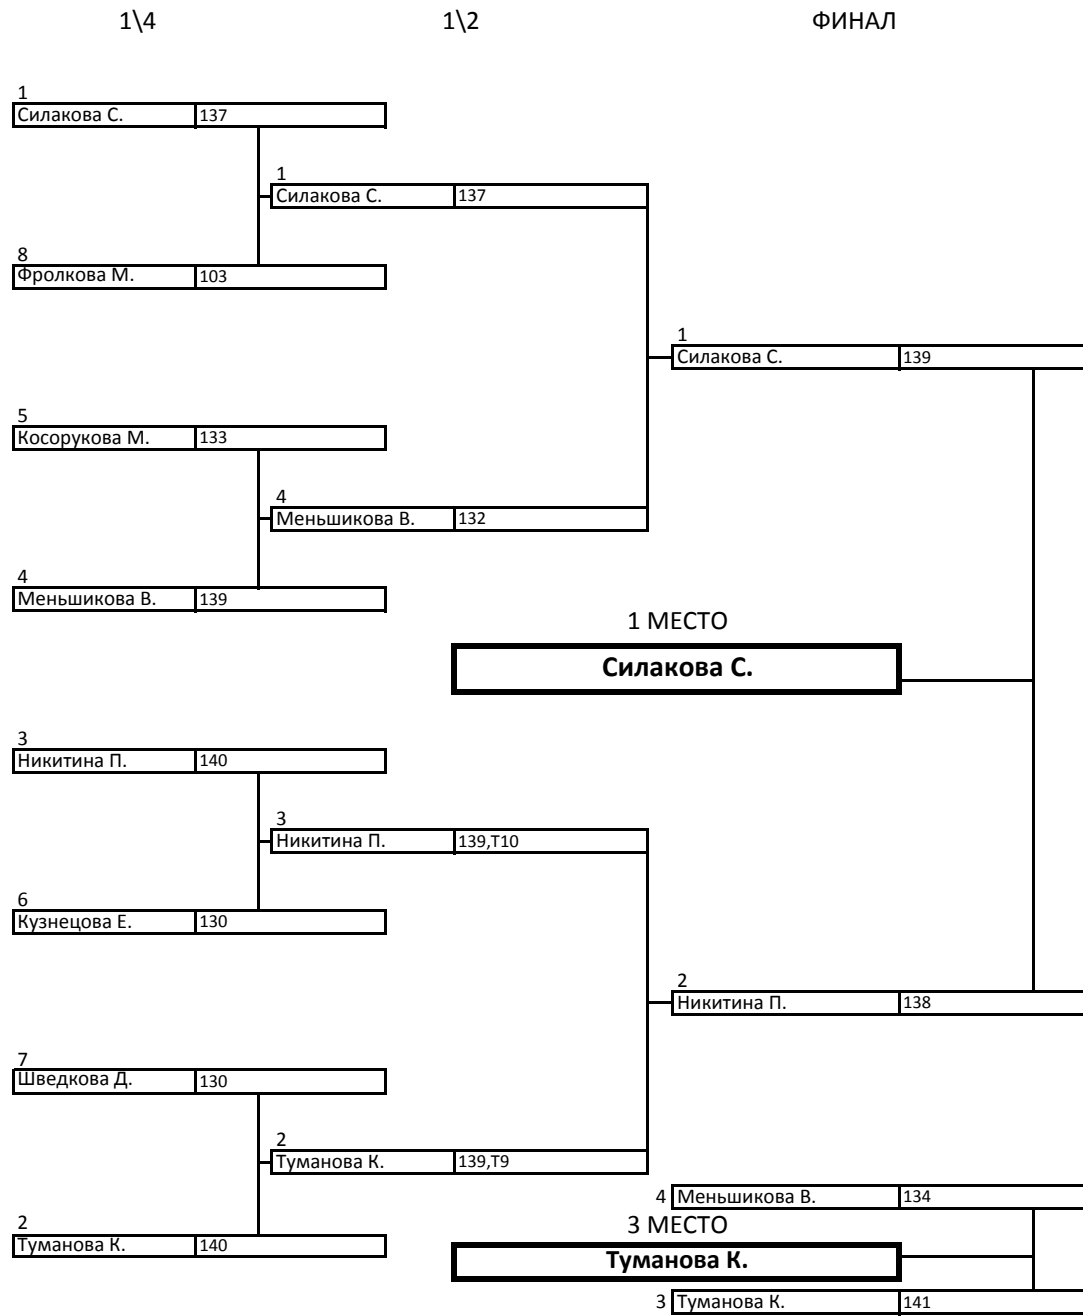 1\4 1\2 ФИНАЛ
1
Силакова С. 137
1
Силакова С. 137
8
Фролкова М. 103
1
Силакова С. 139
5
Косорукова М. 133
4
Меньшикова В. 132
4
Меньшикова В. 139
1 МЕСТО
Силакова С.
3
Никитина П. 140
3
Никитина П. 139,Т10
6
Кузнецова Е. 130
2
Никитина П. 138
7
Шведкова Д. 130
2
Туманова К. 139,Т9
4 Меньшикова В. 134
2
3 МЕСТО
Туманова К. 140
Туманова К.
3 Туманова К. 141